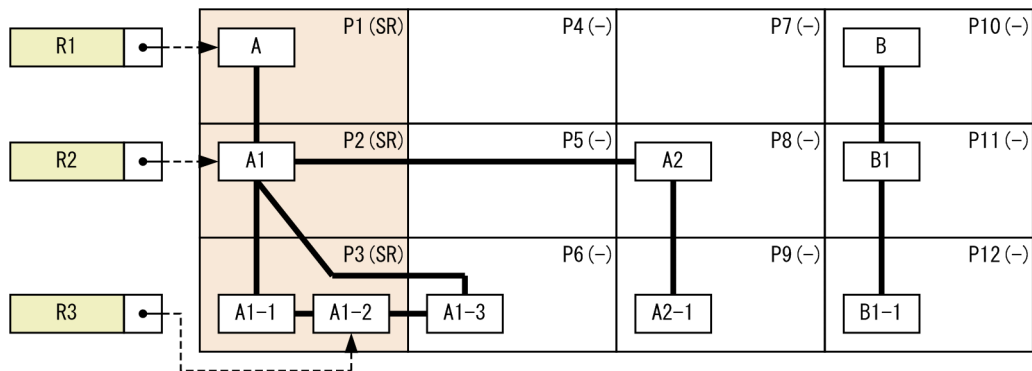 R1
A
P1(SR)
P4(-)
P7(-)
B
P10(-)
R2
A1
P2(SR)
P5(-)
A2
P8(-)
B1
P11(-)
P3(SR)
P6(-)
P9(-)
P12(-)
R3
A1-1
A1-2
A1-3
A2-1
B1-1